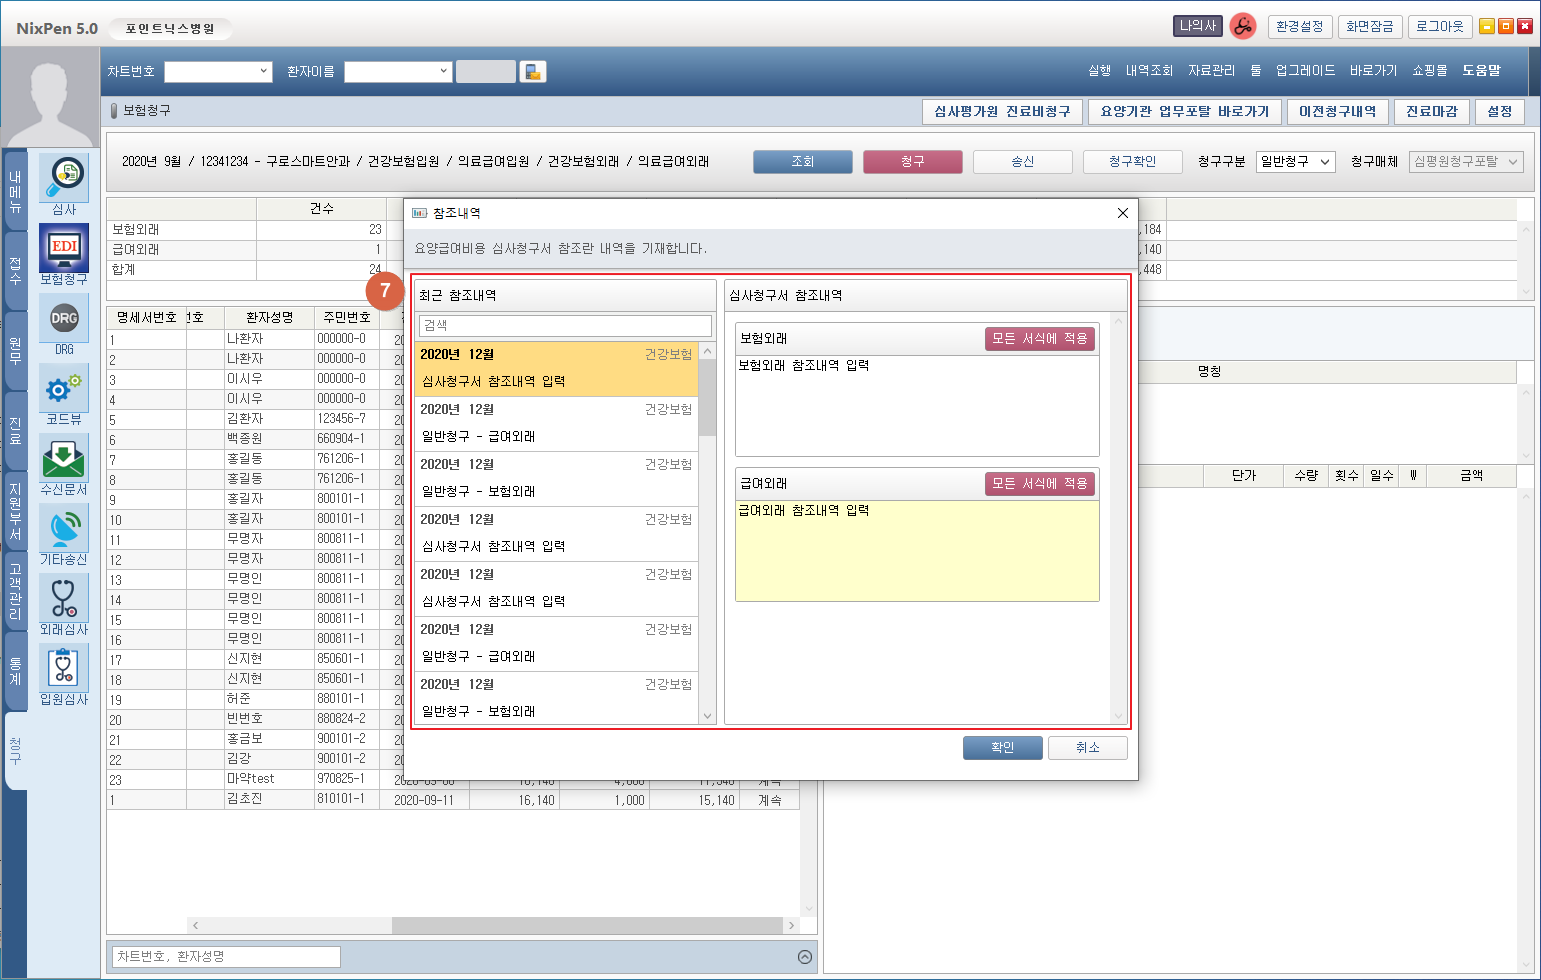 NixPen 5.0 포인트닉스병원 나의사 환경설정 화면잠금 로그아웃
차트번호 환자이름 실행 내역조회 자료관리 툴 업그레이드 바로가기 쇼핑몰 도움말
보험청구 심사평가원 진료비청구 요양기관 업무포탈 바로가기 이전청구내역 진료마감 설정
2020년 9월 / 12341234 - 구로스마트안과 / 건강보험입원 / 의료급여입원 / 건강보험외래 / 의료급여외래 조회 청구 송신 청구확인 청구구분 일반청구 청구매체 심평원청구포탈
내메뉴
접수
원무
진료
지원부서
고객관리
통계
청구
심사
EDI
보험청구
DRG
DRG
코드뷰
수신문서
기타송신
외래심사
입원심사
건수
보험외래 23 ,184
급여외래 1 ,140
합계 24 ,448
참조내역
요양급여비용 심사청구서 참조란 내역을 기재합니다.
7
최근 참조내역
검색
2020년 12월 건강보험
심사청구서 참조내역 입력
2020년 12월 건강보험
일반청구 - 급여외래
2020년 12월 건강보험
일반청구 - 보험외래
2020년 12월 건강보험
심사청구서 참조내역 입력
2020년 12월 건강보험
심사청구서 참조내역 입력
2020년 12월 건강보험
일반청구 - 급여외래
2020년 12월 건강보험
일반청구 - 보험외래
심사청구서 참조내역
보험외래 모든 서식에 적용
보험외래 참조내역 입력
급여외래 모든 서식에 적용
급여외래 참조내역 입력
확인 취소
명세서번호 번호 환자성명 주민번호
1 나환자 000000-0 20
2 나환자 000000-0 20
3 이시우 000000-0 20
4 이시우 000000-0 20
5 김환자 123456-7 20
6 백종원 660904-1 20
7 홍길동 761206-1 20
8 홍길동 761206-1 20
9 홍길자 800101-1 20
10 홍길자 800101-1 20
11 무명자 800811-1 20
12 무명자 800811-1 20
13 무명인 800811-1 20
14 무명인 800811-1 20
15 무명인 800811-1 20
16 무명인 800811-1 20
17 신지현 850601-1 20
18 신지현 850601-1 20
19 허준 880101-1 20
20 빈번호 880824-2 20
21 홍금보 900101-2 20
22 김강 900101-2 20
23 마약test 970825-1 계속
1 김초진 810101-1 2020-09-11 16,140 1,000 15,140 계속
명칭
단가 수량 횟수 일수 W 금액
차트번호, 환자성명